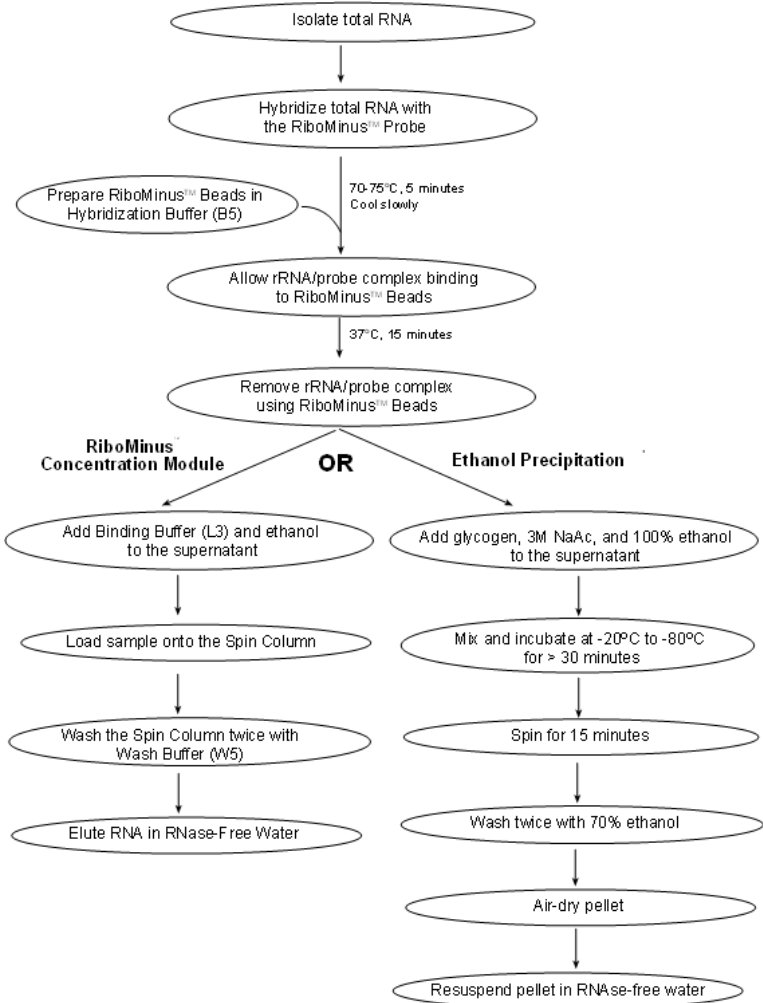 Isolate total RNA
Hybridize total RNA with
the RiboMinus™ Probe
70-75°C, 5 minutes
Cool slowly
Prepare RiboMinus™ Beads in
Hybridization Buffer (B5)
Allow rRNA/probe complex binding
to RiboMinus™ Beads
37°C, 15 minutes
Remove rRNA/probe complex
using RiboMinus™ Beads
RiboMinus
Concentration Module
OR
Ethanol Precipitation
Add Binding Buffer (L3) and ethanol
to the supernatant
Load sample onto the Spin Column
Wash the Spin Column twice with
Wash Buffer (W5)
Elute RNA in RNase-Free Water
Add glycogen, 3M NaAc, and 100% ethanol
to the supernatant
Mix and incubate at -20ºC to -80ºC
for > 30 minutes
Spin for 15 minutes
Wash twice with 70% ethanol
Air-dry pellet
Resuspend pellet in RNAse-free water